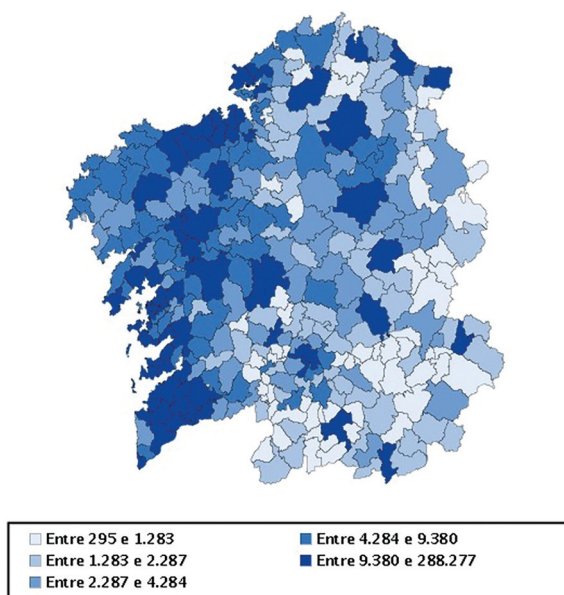 Entre 295 e 1.283
Entre 1.283 e 2.287
Entre 2.287 e 4.284
Entre 4.284 e 9.380
Entre 9.380 e 288.277